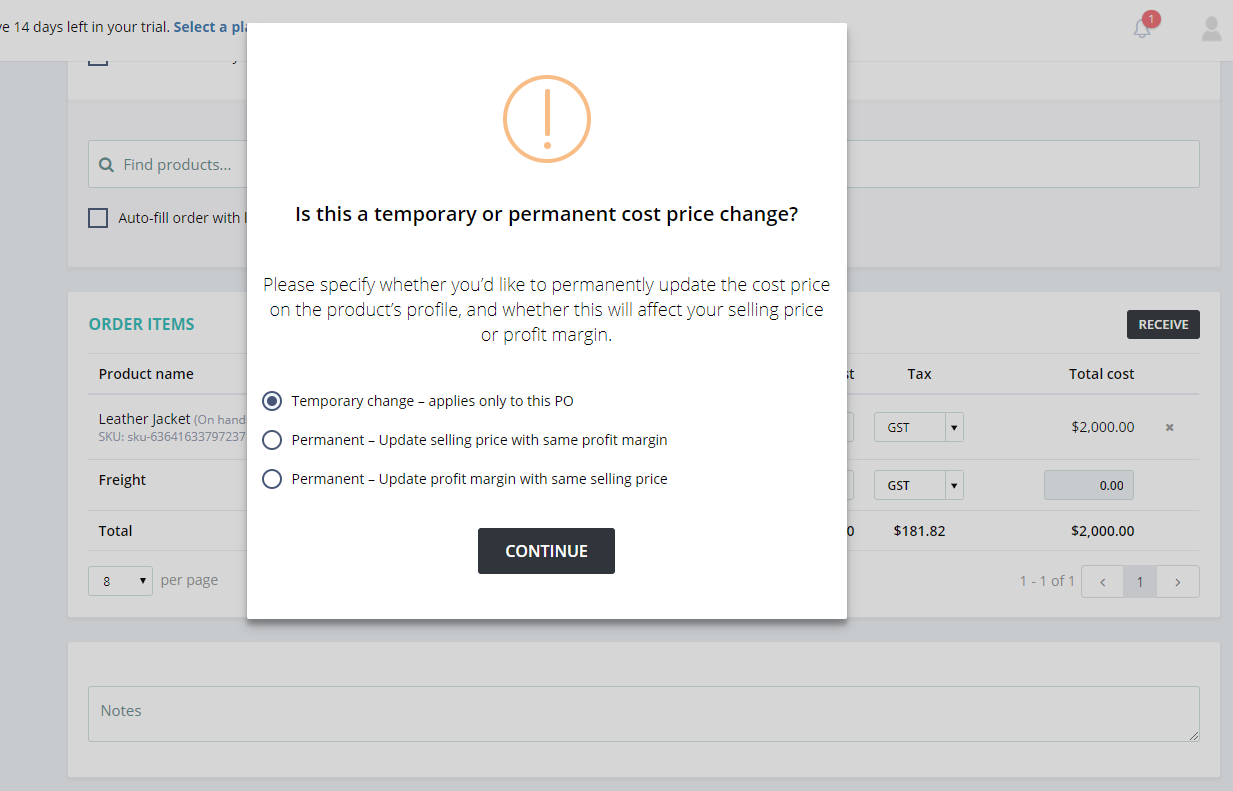 14 days left in your trial. Select a
1
Find products...
Auto-fill order with
Is this a temporary or permanent cost price change?
Please specify whether you’d like to permanently update the cost price
on the product’s profile, and whether this will affect your selling price
or profit margin.
Temporary change – applies only to this PO
Permanent – Update selling price with same profit margin
Permanent – Update profit margin with same selling price
CONTINUE
ORDER ITEMS
RECEIVE
Product name
Tax
Total cost
Leather Jacket (On hand
SKU: sku-63641633797237
GST
$2,000.00
Freight
GST
0.00
Total
0
$181.82
$2,000.00
8
per page
1 - 1 of 1
<
1
>
Notes